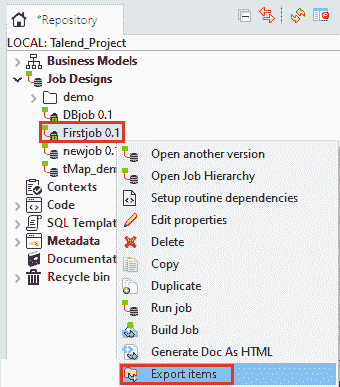 *Repository
LOCAL: Talend_Project
Business Models
Job Designs
demo
DBjob 0.1
Firstjob 0.1
newjob 0.1
tMap_dem
Contexts
Code
SQL Templat
Metadata
Documentat
Recycle bin
Open another version
Open Job Hierarchy
Setup routine dependencies
Edit properties
Delete
Copy
Duplicate
Run job
Build Job
Generate Doc As HTML
Export items